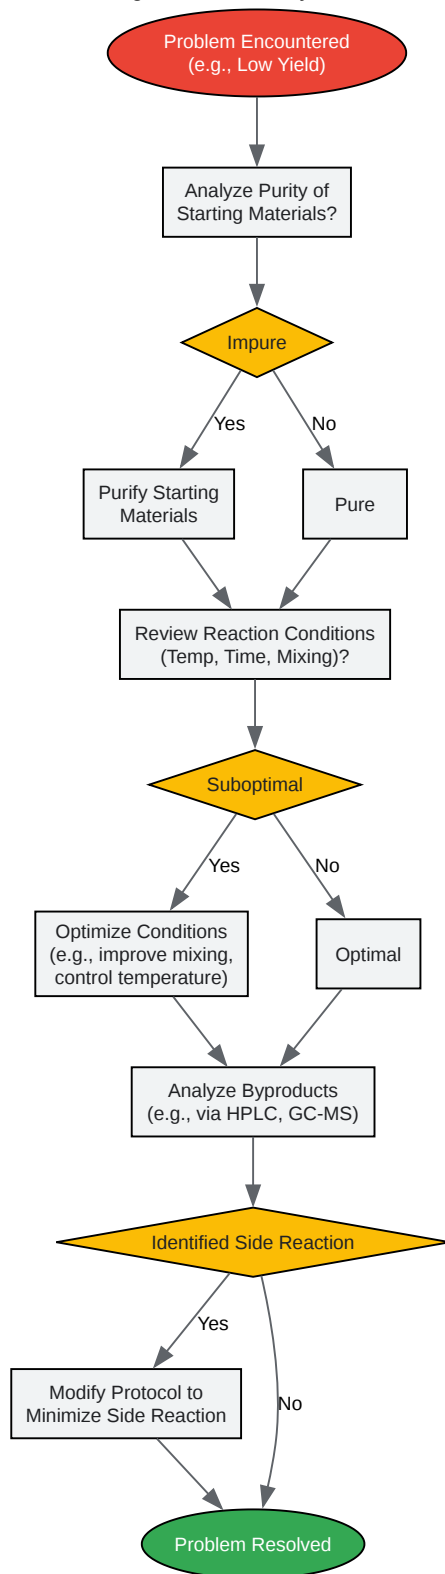 Problem Encountered
(e.g., Low Yield)
Analyze Purity of
Starting Materials?
Impure
Yes
No
Purify Starting
Materials
Pure
Review Reaction Conditions
(Temp, Time, Mixing)?
Suboptimal
Yes
No
Optimize Conditions
(e.g., improve mixing,
control temperature)
Optimal
Analyze Byproducts
(e.g., via HPLC, GC-MS)
Identified Side Reaction
Yes
No
Modify Protocol to
Minimize Side Reaction
Problem Resolved